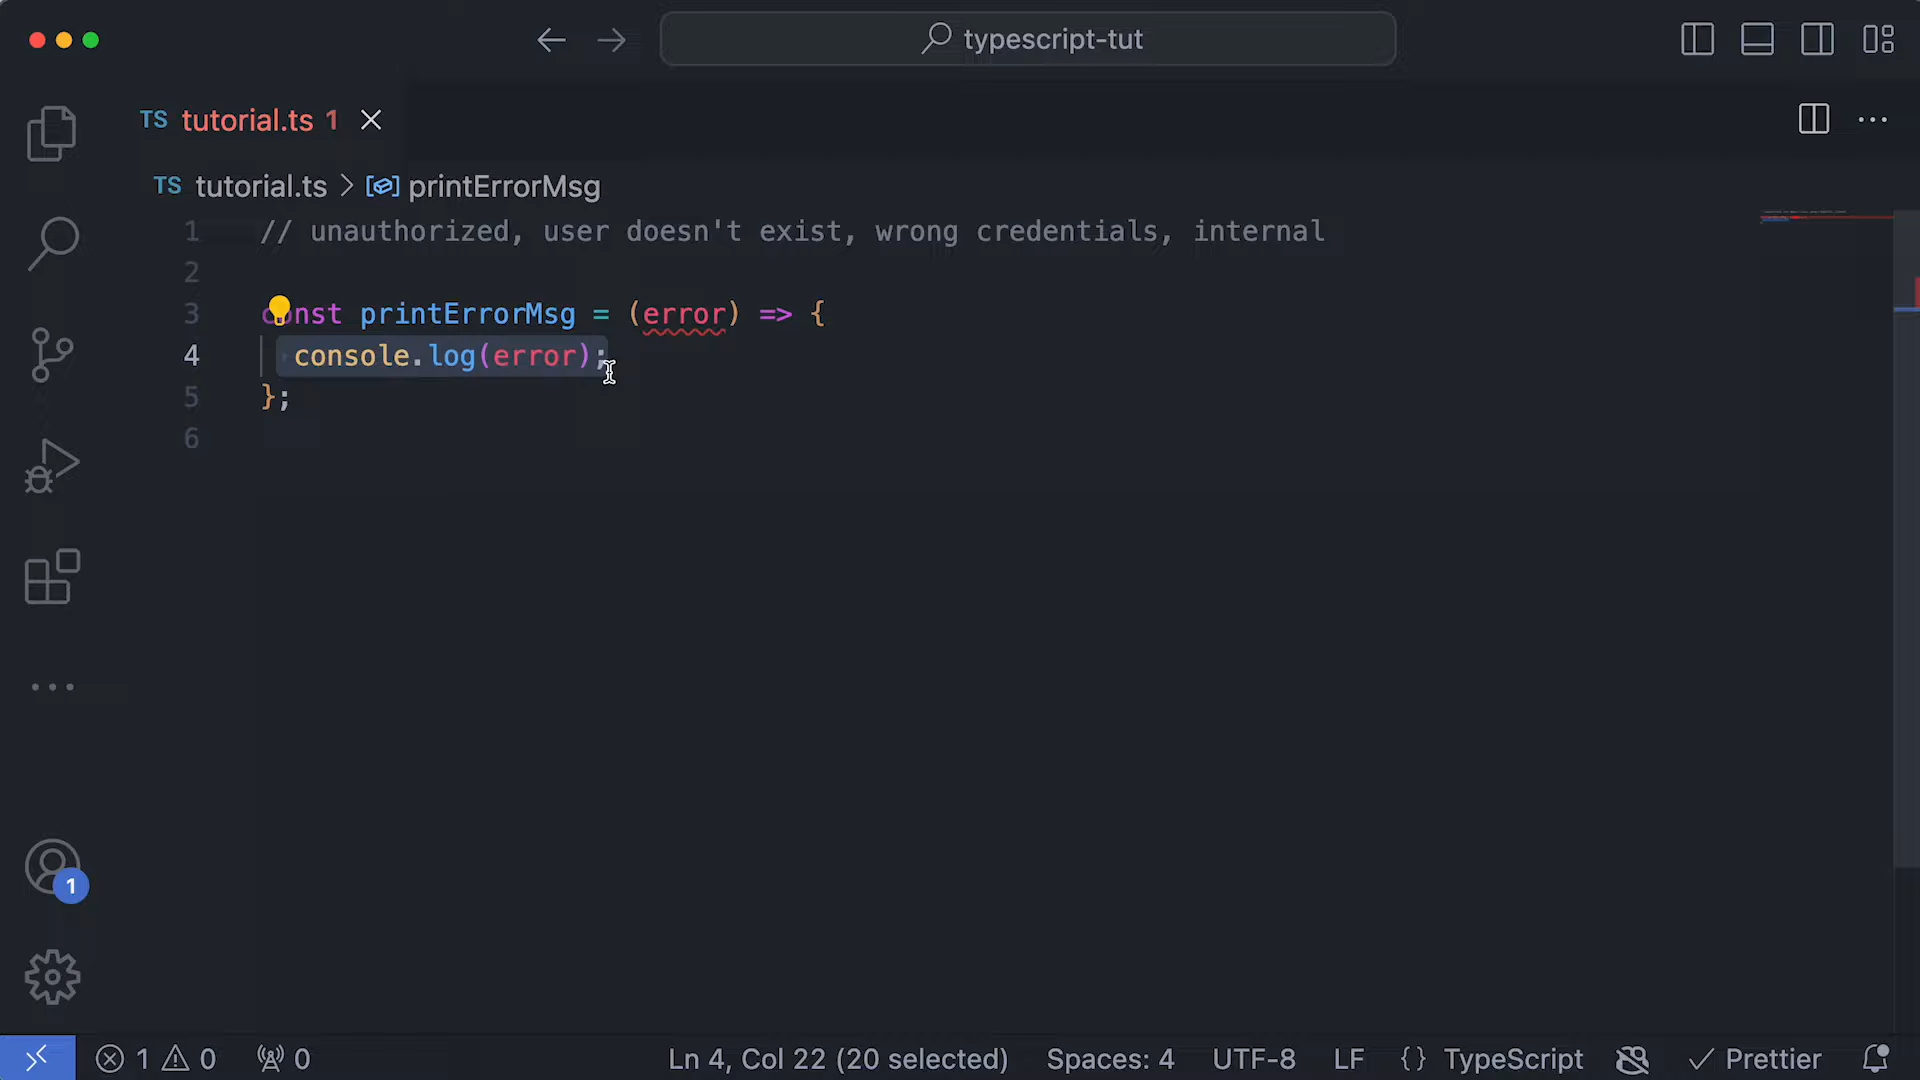 typescript-tut
TS tutorial.ts 1
TS tutorial.ts > printErrorMsg
1 // unauthorized, user doesn't exist, wrong credentials, internal
2
3 const printErrorMsg = (error) => {
4 console.log(error);
5 };
6
1
1 0 0 Ln 4, Col 22 (20 selected) Spaces: 4 UTF-8 LF {} TypeScript Prettier